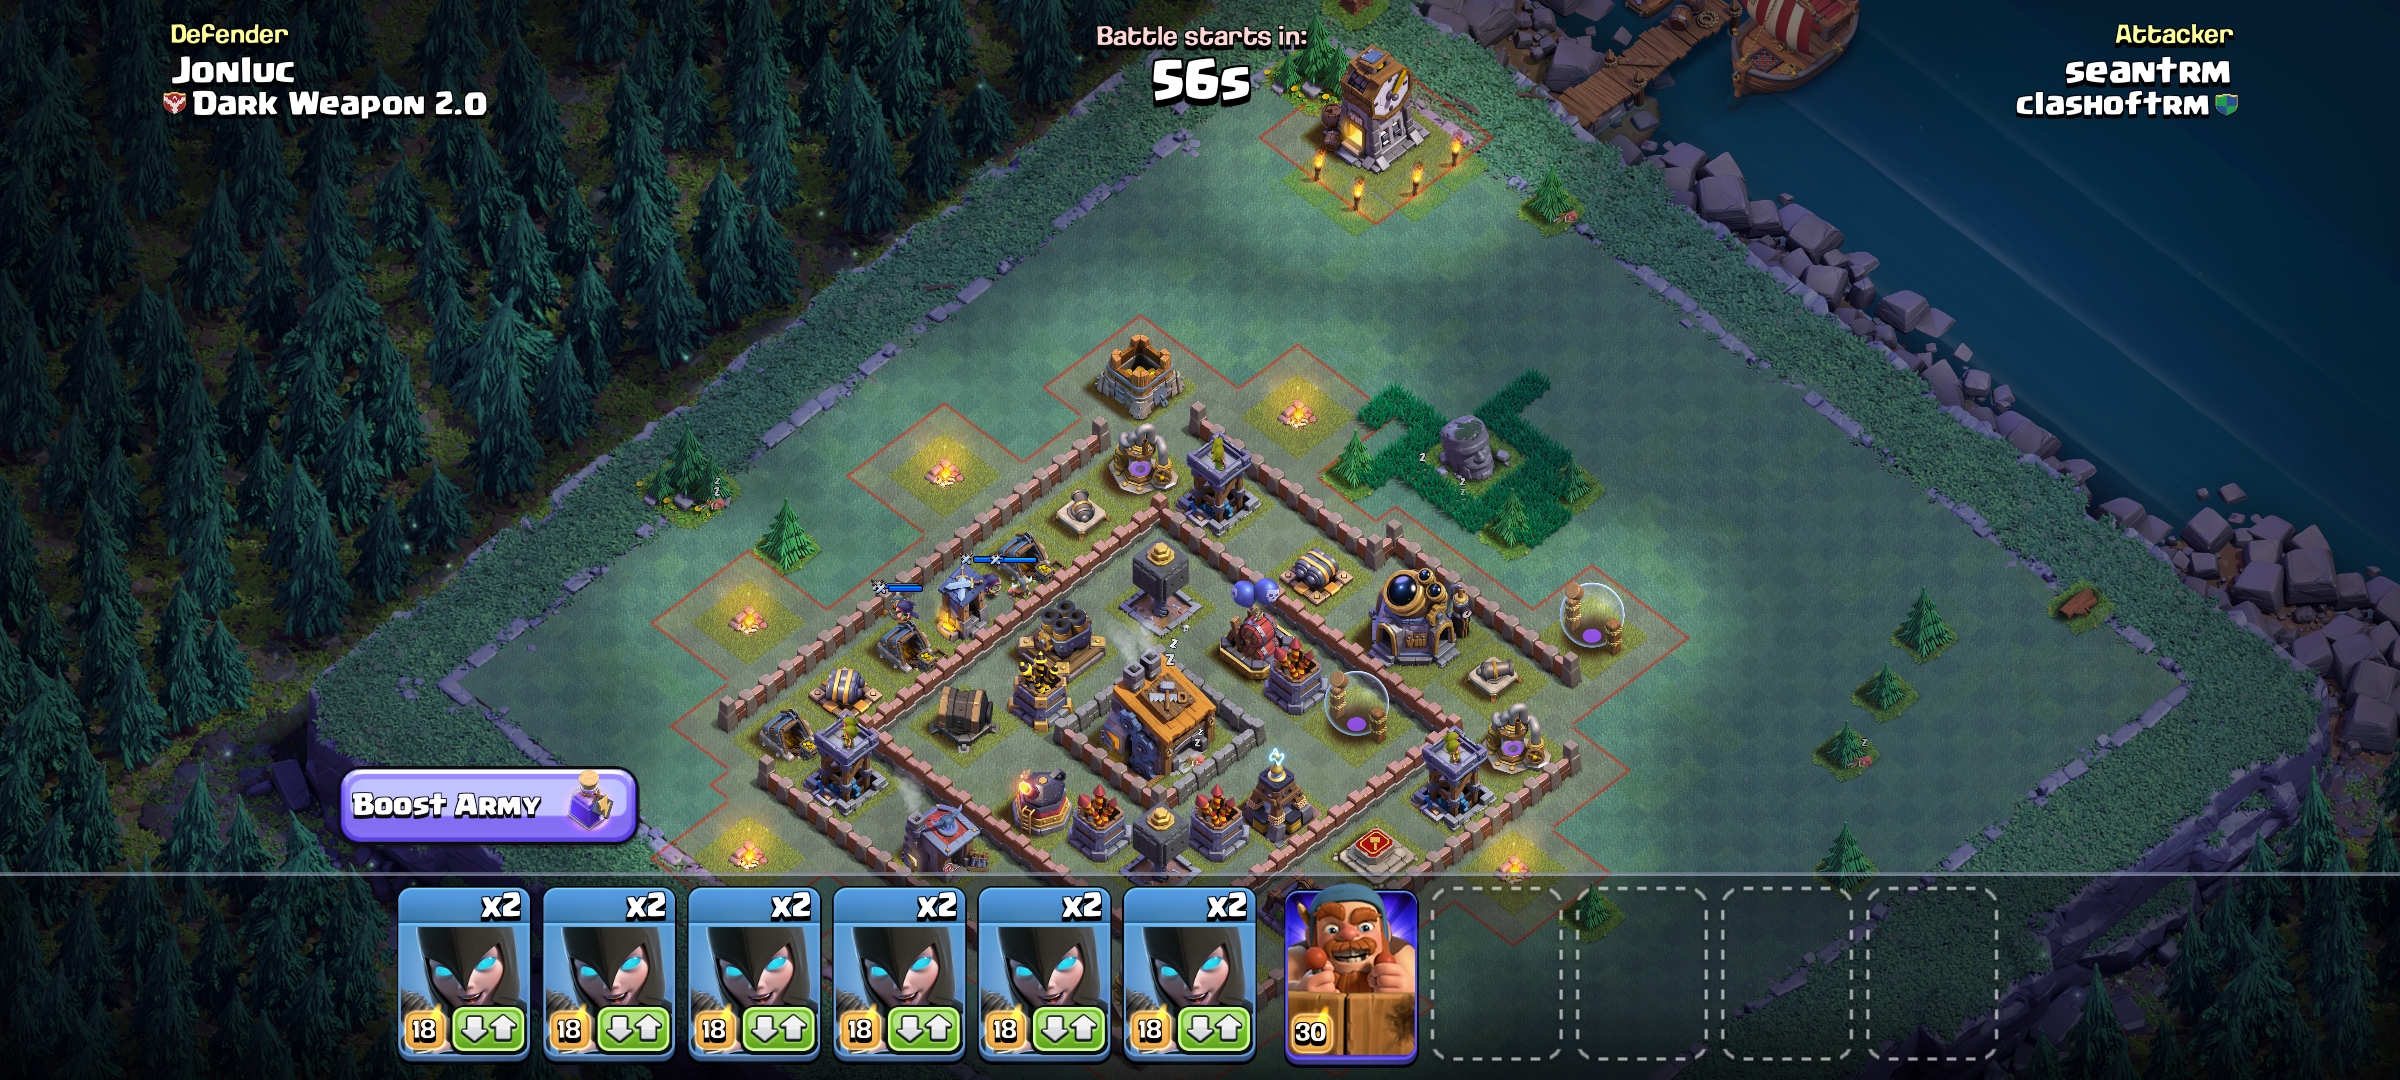 Defender
Jonluc
Dark Weapon 2.0
Battle starts in:
56s
Attacker
seantRM
clashoftRM
Boost Army
x2
x2
x2
x2
x2
x2
18
18
18
18
18
18
30